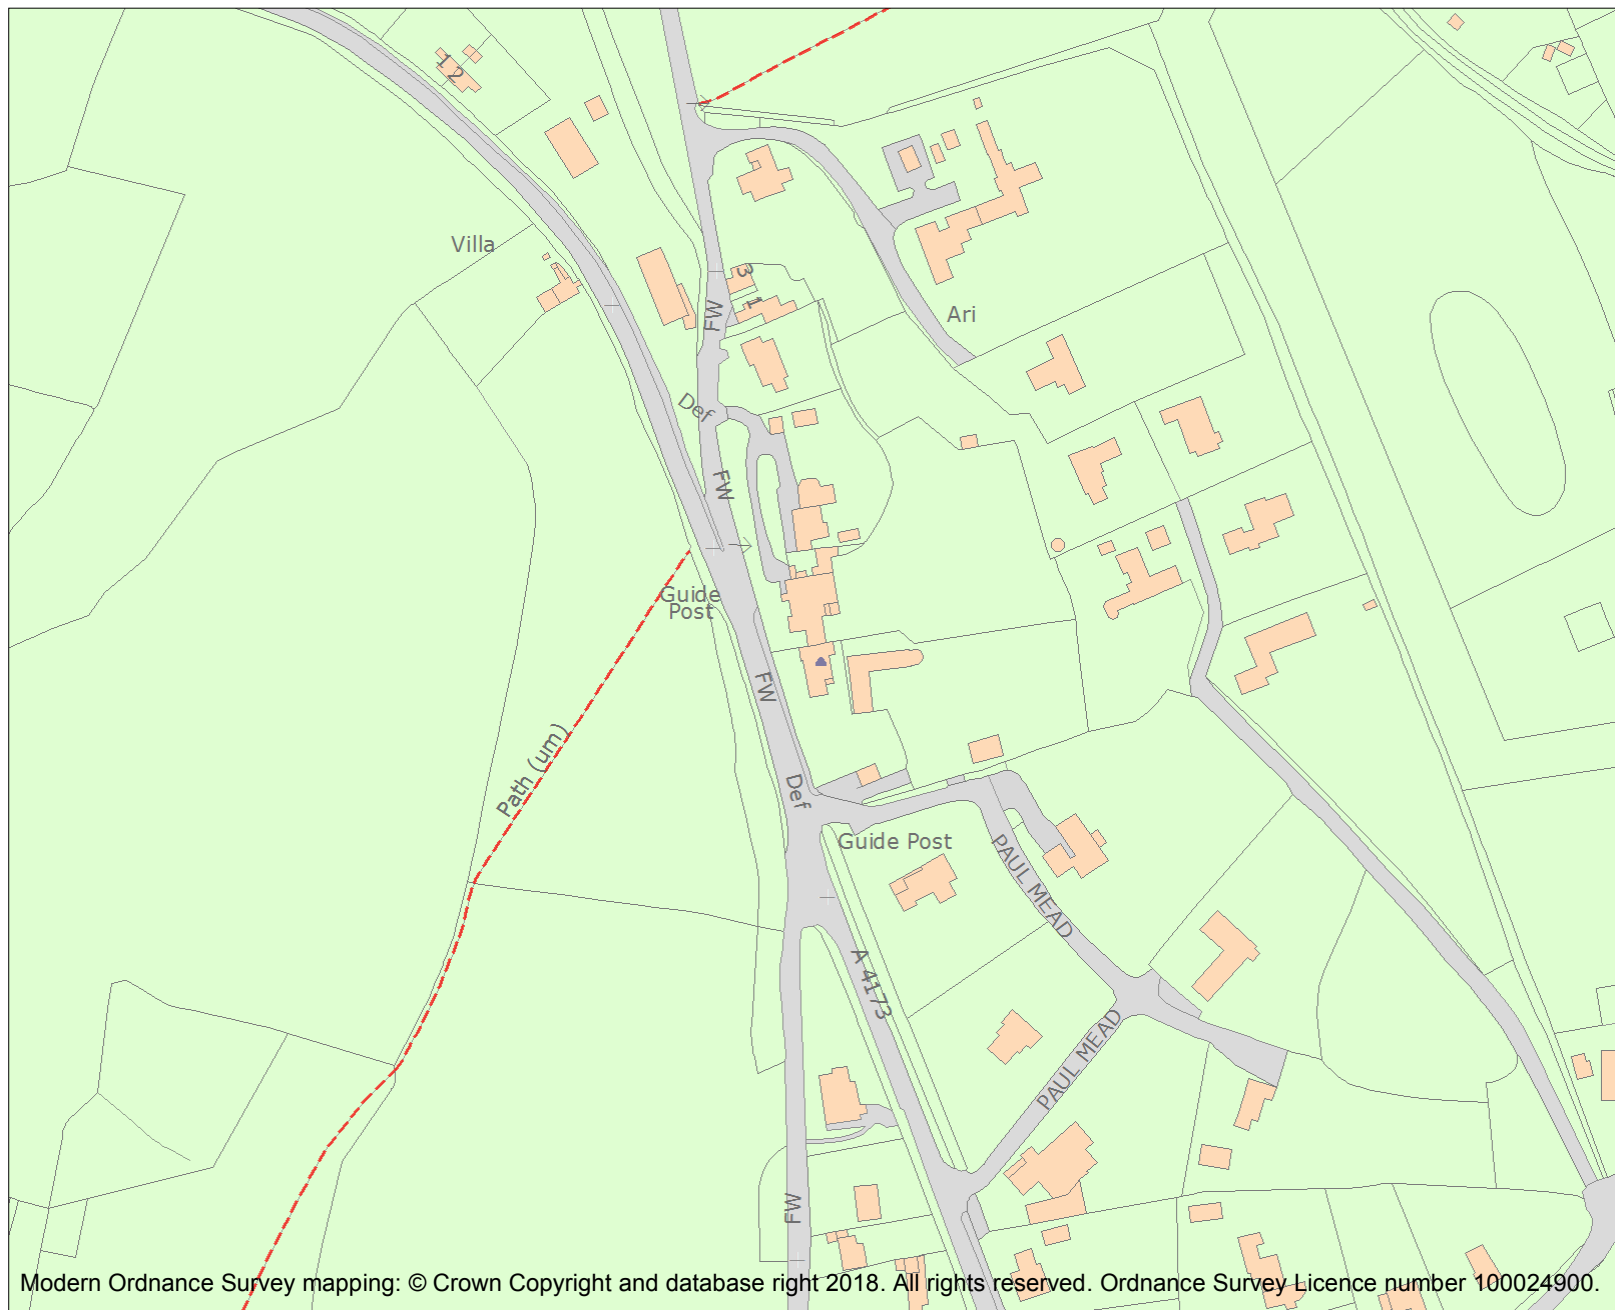 12
Villa
3
1
FW
Ari
Def
FW
Guide
Post
FW
Path (um)
Def
Guide Post
PAUL MEAD
A 4173
PAUL MEAD
FW
Modern Ordnance Survey mapping: © Crown Copyright and database right 2018. All rights reserved. Ordnance Survey Licence number 100024900.